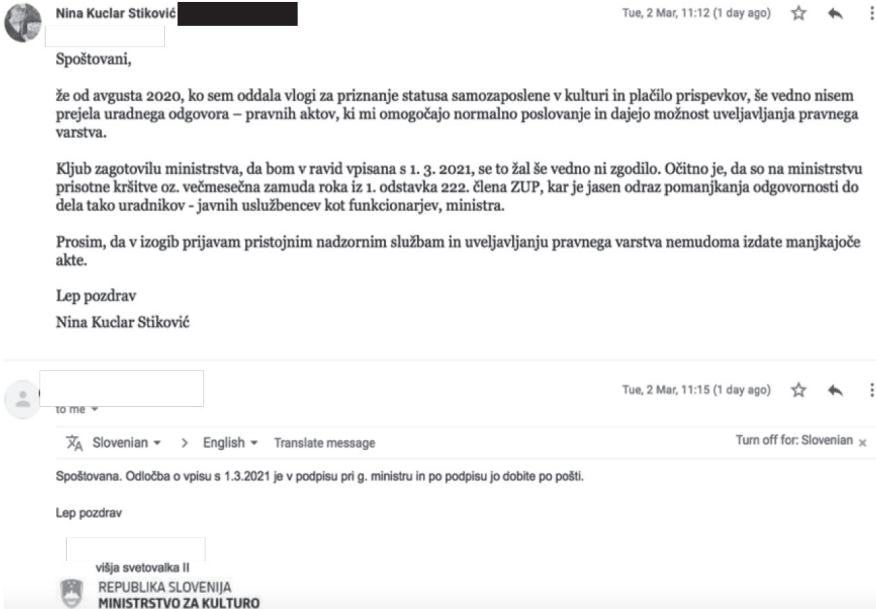 Nina Kuclar Stiković
Tue, 2 Mar, 11:12 (1 day ago)
Spoštovani,
že od avgusta 2020, ko sem oddala vlogi za priznanje statusa samozaposlene v kulturi in plačilo prispevkov, še vedno nisem
prejela uradnega odgovora – pravnih aktov, ki mi omogočajo normalno poslovanje in dajejo možnost uveljavljanja pravnega
varstva.
Kljub zagotovilu ministrstva, da bom v ravid vpisana s 1. 3. 2021, se to žal še vedno ni zgodilo. Očitno je, da so na ministrstvu
prisotne kršitve oz. večmesečna zamuda roka iz 1. odstavka 222. člena ZUP, kar je jasen odraz pomanjkanja odgovornosti do
dela tako uradnikov - javnih uslužbencev kot funkcionarjev, ministra.
Prosim, da v izogib prijavam pristojnim nadzornim službam in uveljavljanju pravnega varstva nemudoma izdate manjkajoče
akte.
Lep pozdrav
Nina Kuclar Stiković
Tue, 2 Mar, 11:15 (1 day ago)
to me
Slovenian > English Translate message
Turn off for: Slovenian x
Spoštovana. Odločba o vpisu s 1.3.2021 je v podpisu pri g. ministru in po podpisu jo dobite po pošti.
Lep pozdrav
višja svetovalka II
REPUBLIKA SLOVENIJA
MINISTRSTVO ZA KULTURO